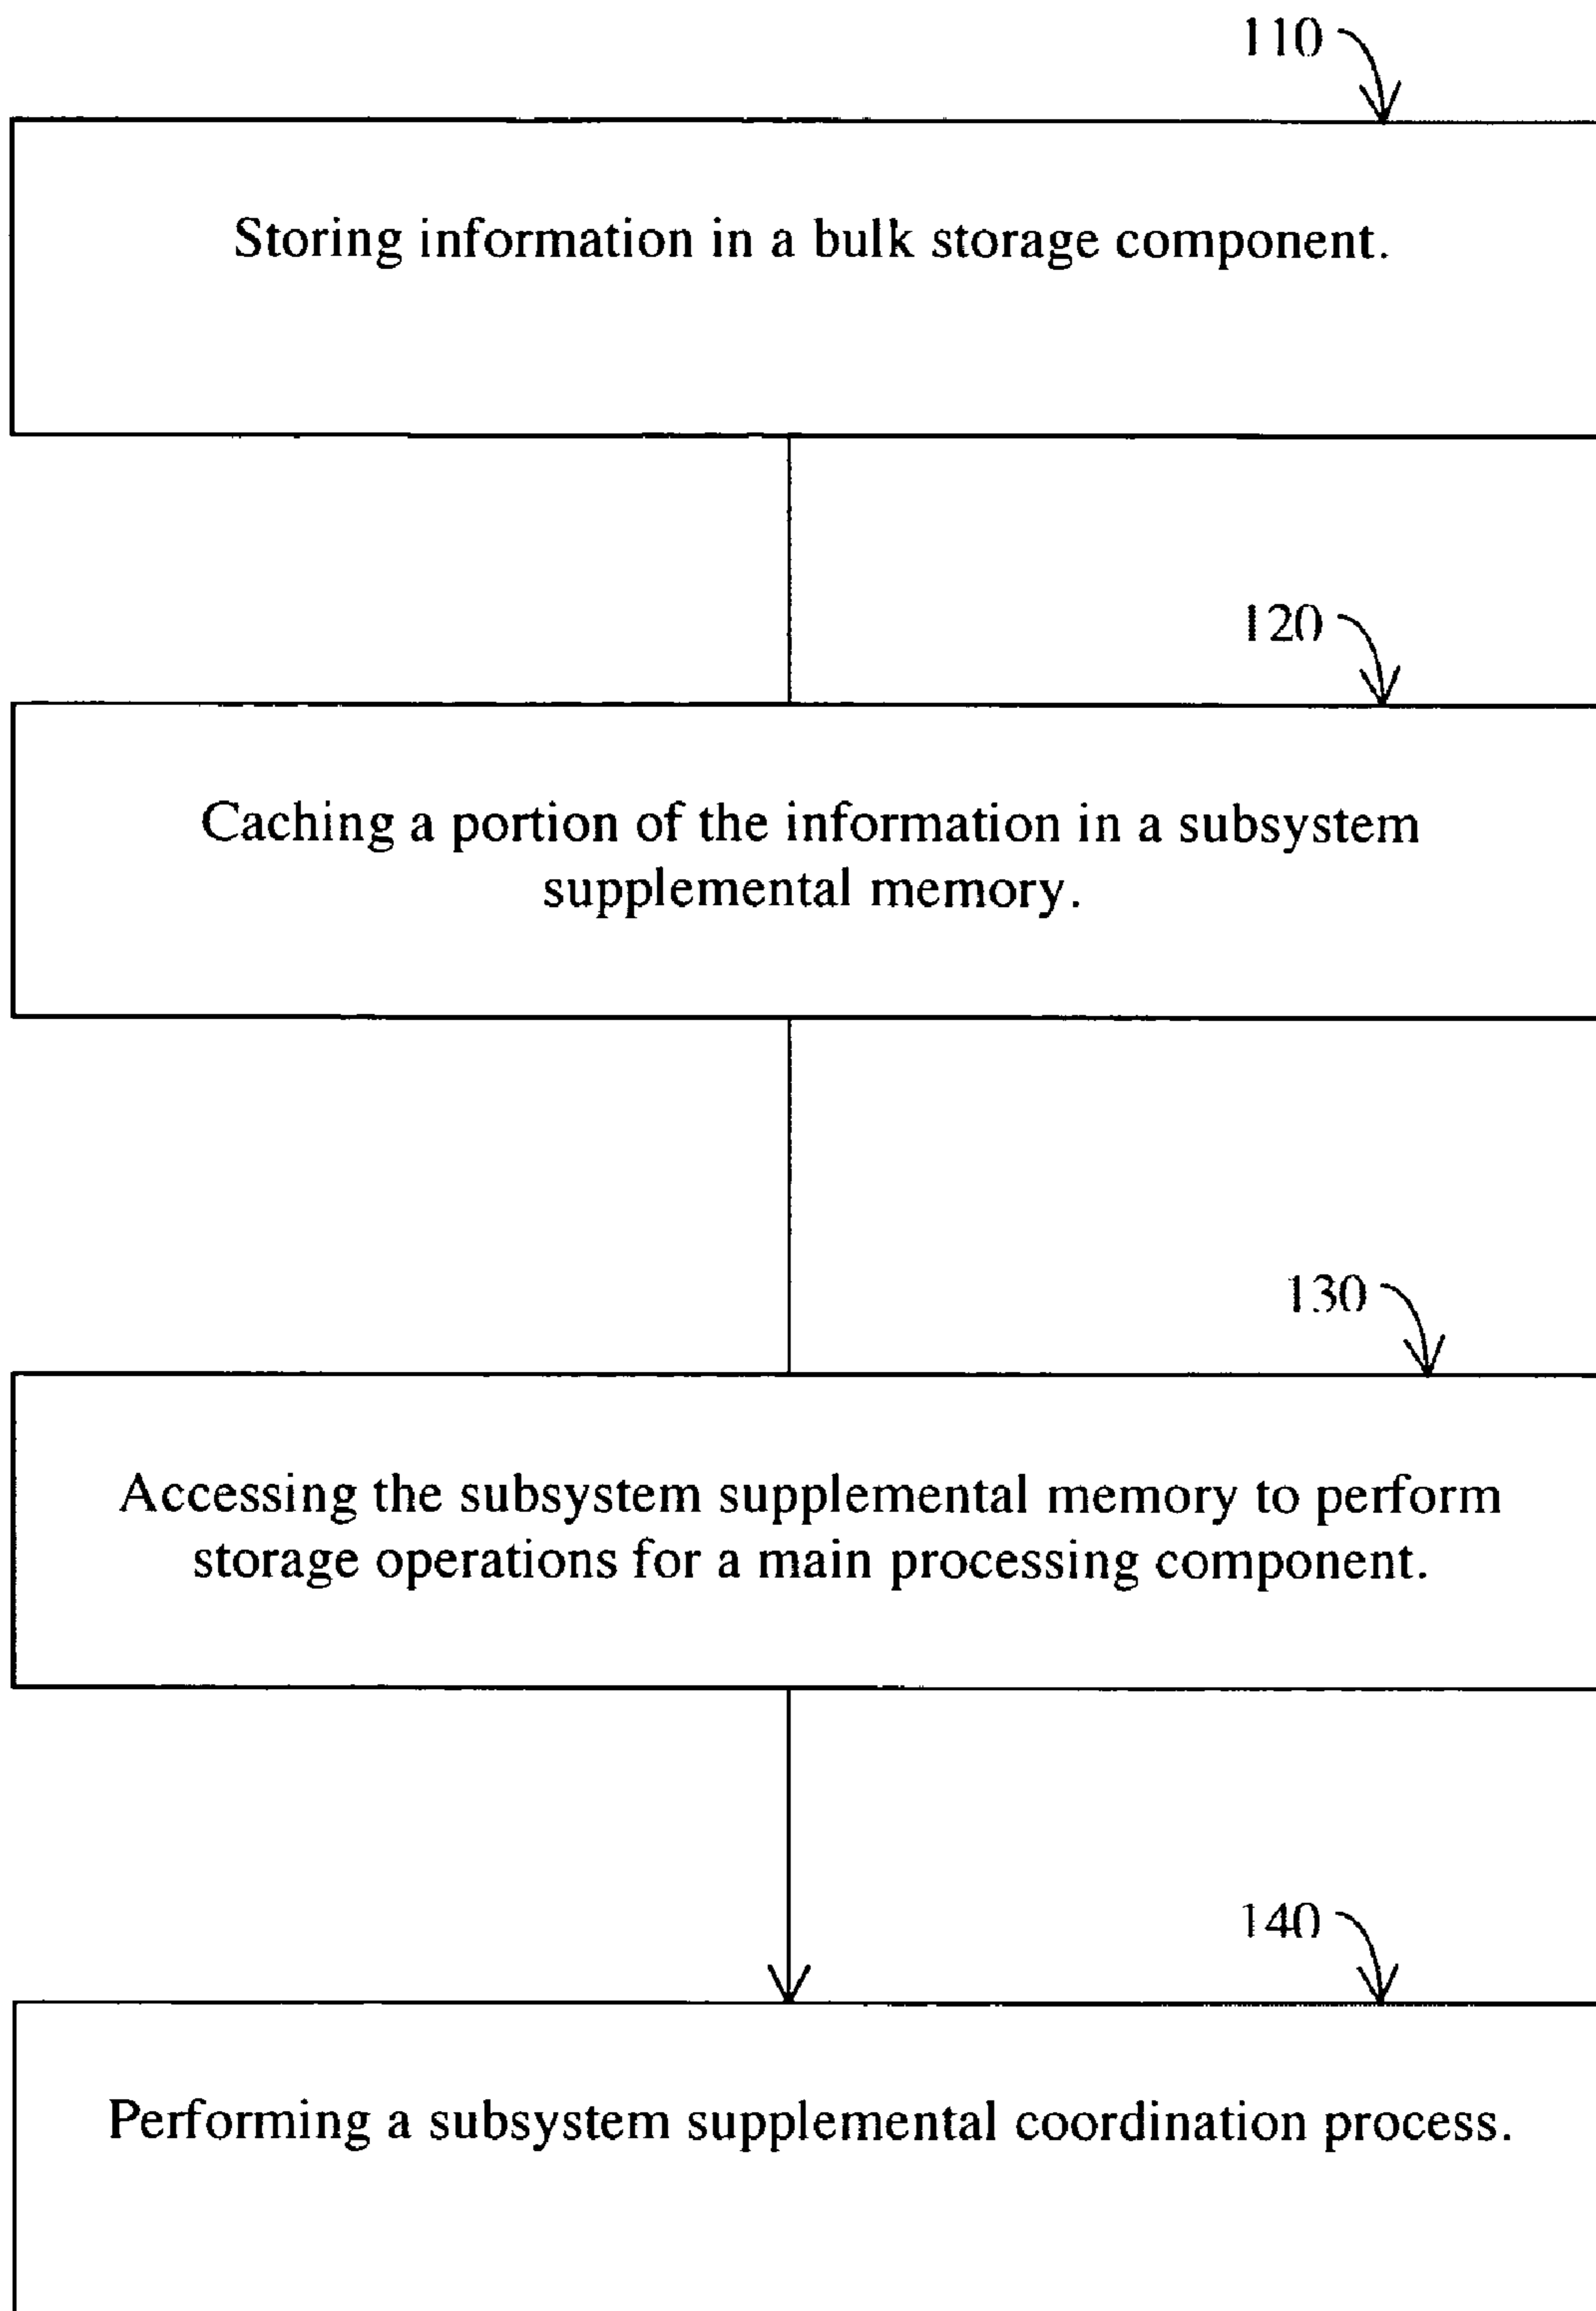 110
Storing information in a bulk storage component.
120
Caching a portion of the information in a subsystem
supplemental memory.
130
Accessing the subsystem supplemental memory to perform
storage operations for a main processing component.
140
Performing a subsystem supplemental coordination process.